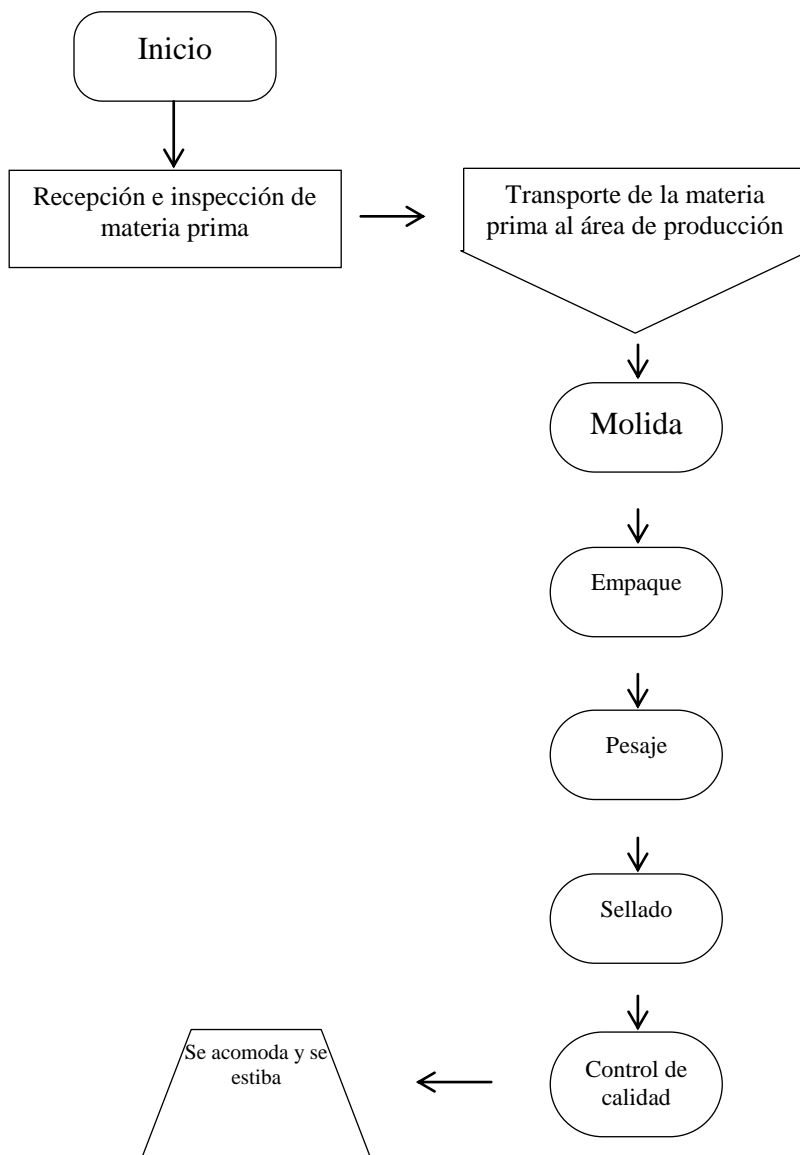 Inicio
Recepción e inspección de
materia prima
Transporte de la materia
prima al área de producción
Molida
Empaque
Pesaje
Sellado
Control de
calidad
Se acomoda y se
estiba